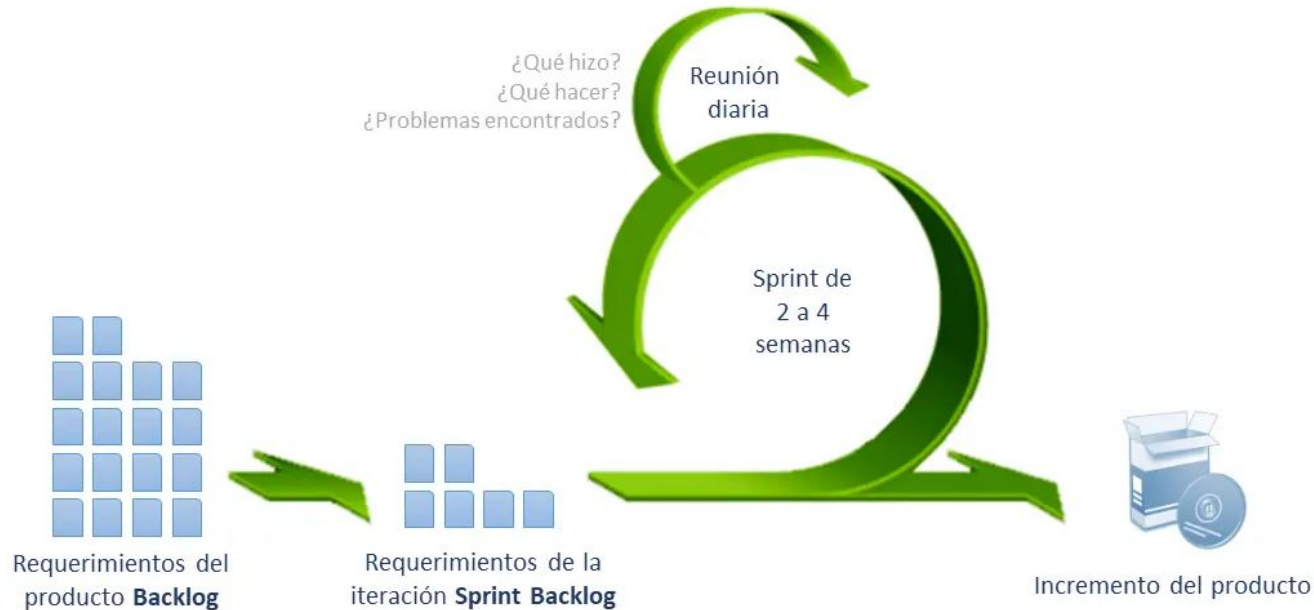 ¿Qué hizo?
¿Qué hacer?
¿Problemas encontrados?
Reunión
diaria
Sprint de
2 a 4
semanas
Requerimientos del
producto Backlog
Requerimientos de la
iteración Sprint Backlog
Incremento del producto